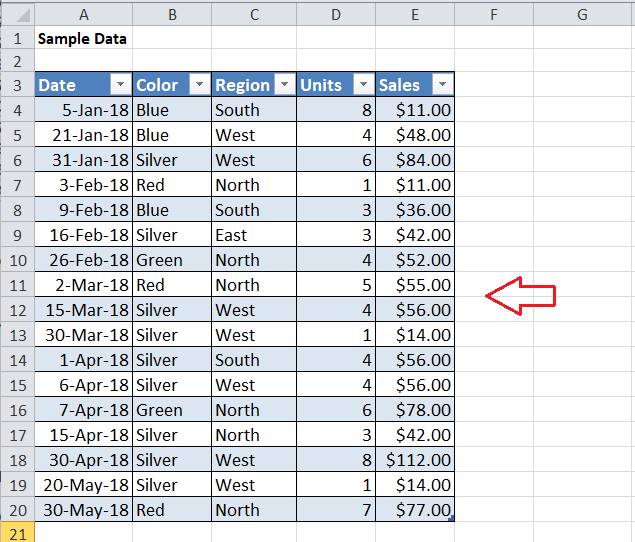 A B C D E F G
1 Sample Data
2
3 Date Color Region Units Sales
4 5-Jan-18 Blue South 8 $11.00
5 21-Jan-18 Blue West 4 $48.00
6 31-Jan-18 Silver West 6 $84.00
7 3-Feb-18 Red North 1 $11.00
8 9-Feb-18 Blue South 3 $36.00
9 16-Feb-18 Silver East 3 $42.00
10 26-Feb-18 Green North 4 $52.00
11 2-Mar-18 Red North 5 $55.00
12 15-Mar-18 Silver West 4 $56.00
13 30-Mar-18 Silver West 1 $14.00
14 1-Apr-18 Silver South 4 $56.00
15 6-Apr-18 Silver West 4 $56.00
16 7-Apr-18 Green North 6 $78.00
17 15-Apr-18 Silver North 3 $42.00
18 30-Apr-18 Silver West 8 $112.00
19 20-May-18 Silver West 1 $14.00
20 30-May-18 Red North 7 $77.00
21